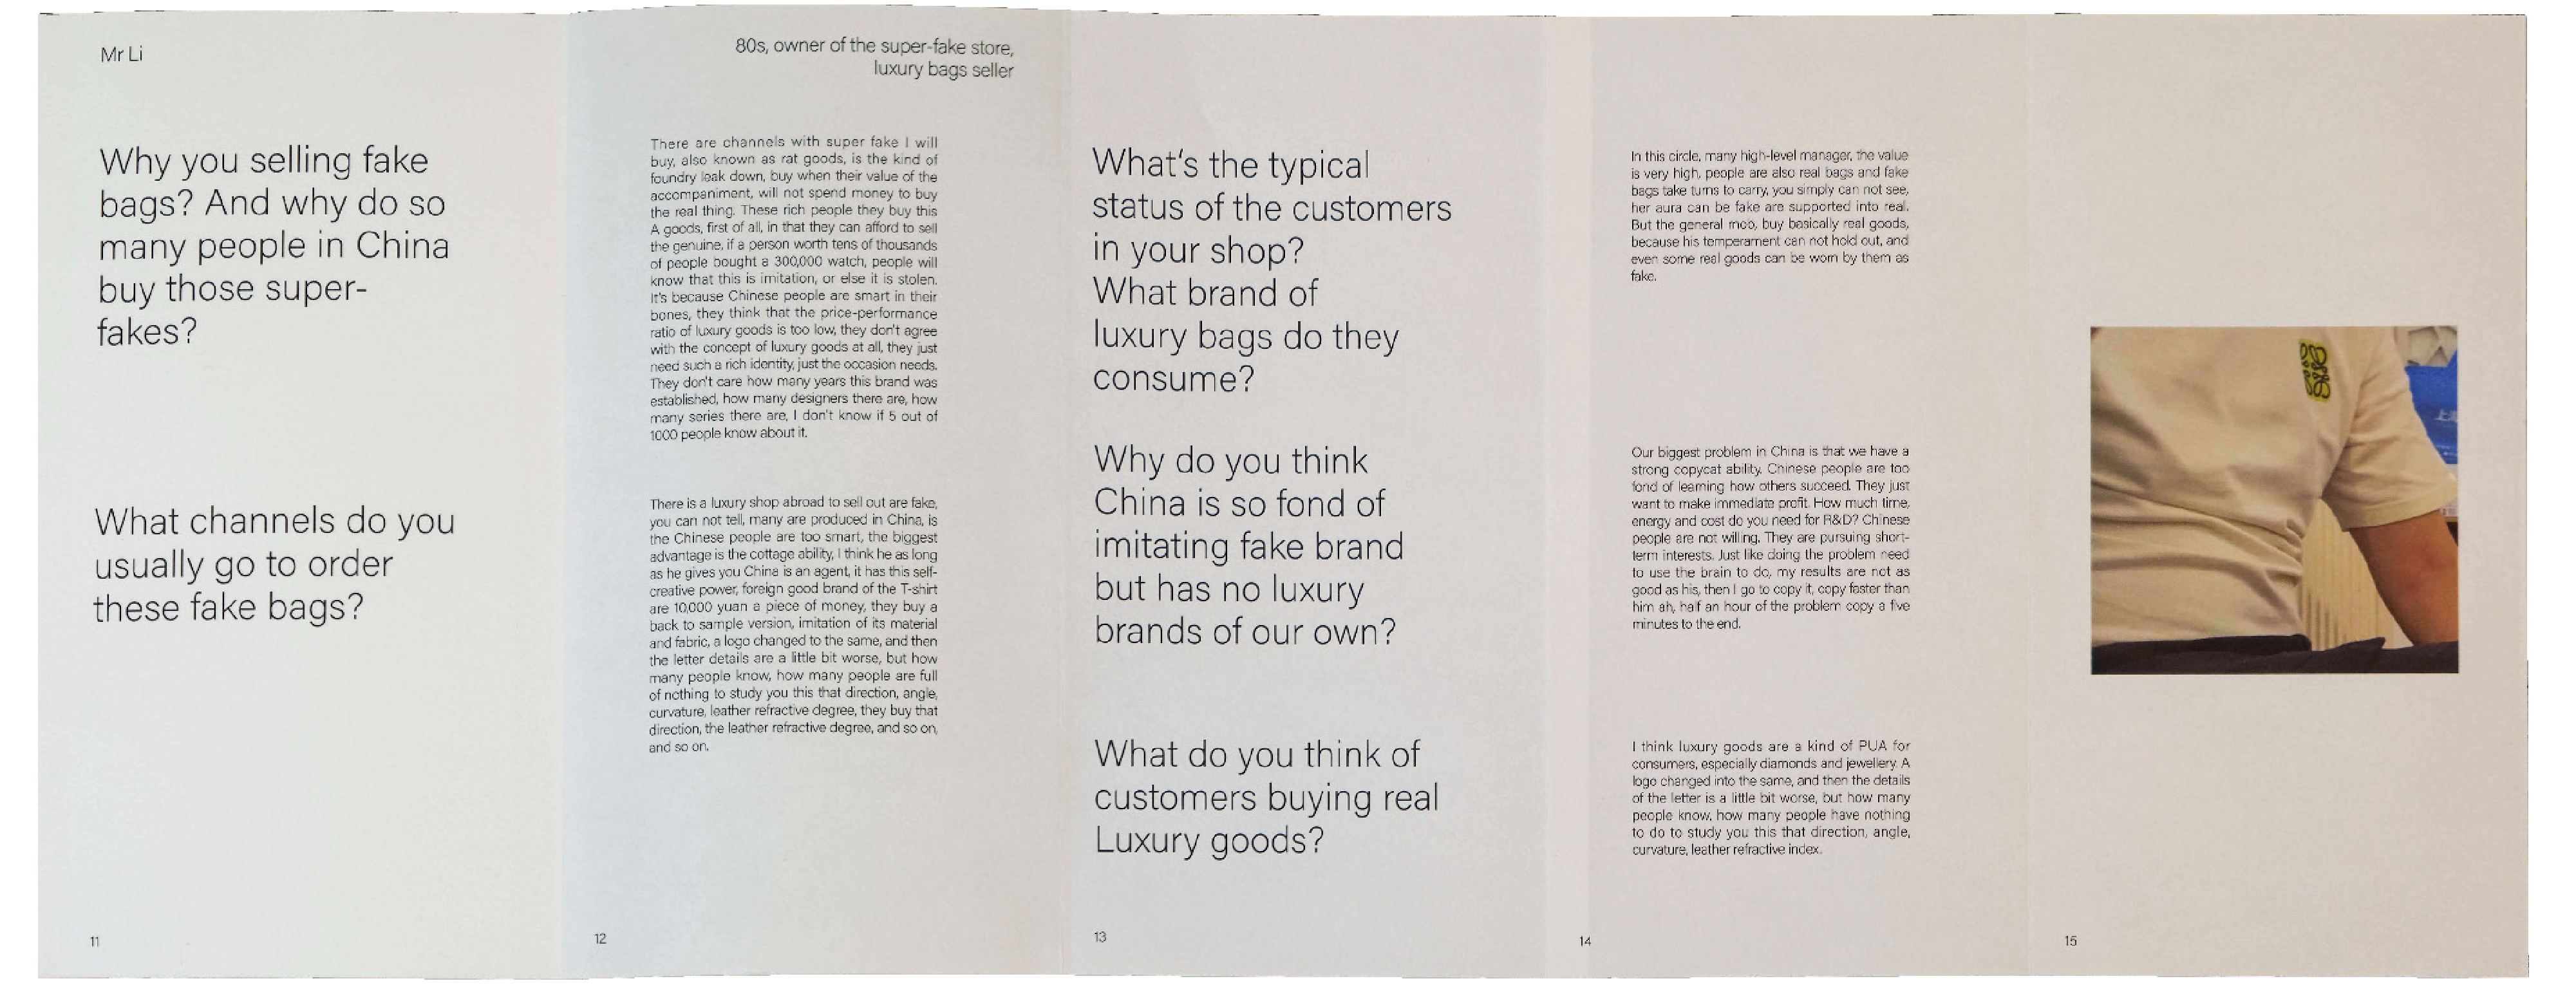 Mr Li
Why you selling fake
bags? And why do so
many people in China
buy those super-
fakes?
What channels do you
usually go to order
these fake bags?
11
80s, owner of the super-fake store,
luxury bags seller
There are channels with super fake I will
buy, also known as rat goods, is the kind of
foundry leak down, buy when their value of the
accompaniment, will not spend money to buy
the real thing. These rich people they buy this
A goods, first of all, in that they can afford to sell
the genuine, if a person worth tens of thousands
of people bought a 300,000 watch, people will
know that this is imitation, or else it is stolen.
It's because Chinese people are smart in their
bones, they think that the price-performance
ratio of luxury goods is too low, they don't agree
with the concept of luxury goods at all, they just
need such a rich identity, just the occasion needs.
They don't care how many years this brand was
established, how many designers there are, how
many series there are, I don't know if 5 out of
1000 people know about it.
There is a luxury shop abroad to sell out are fake,
you can not tell, many are produced in China, is
the Chinese people are too smart, the biggest
advantage is the cottage ability, I think he as long
as he gives you China is an agent, it has this self-
creative power, foreign good brand of the T-shirt
are 10,000 yuan a piece of money, they buy a
back to sample version, imitation of its material
and fabric, a logo changed to the same, and then
the letter details are a little bit worse, but how
many people know, how many people are full
of nothing to study you this that direction, angle,
curvature, leather refractive degree, they buy that
direction, the leather refractive degree, and so on,
and so on.
12
What's the typical
status of the customers
in your shop?
What brand of
luxury bags do they
consume?
Why do you think
China is so fond of
imitating fake brand
but has no luxury
brands of our own?
What do you think of
customers buying real
Luxury goods?
13
In this circle, many high-level manager, the value
is very high, people are also real bags and fake
bags take turns to carry, you simply can not see,
her aura can be fake are supported into real.
But the general moo, buy basically real goods,
because his temperament can not hold out, and
even some real goods can be worn by them as
fake.
Our biggest problem in China is that we have a
strong copycat ability. Chinese people are too
fond of learning how others succeed. They just
want to make immediate profit. How much time,
energy and cost do you need for R&D? Chinese
people are not willing. They are pursuing short-
term interests. Just like doing the problem need
to use the brain to do, my results are not as
good as his, then I go to copy it, copy faster than
him ah, half an hour of the problem copy a five
minutes to the end.
I think luxury goods are a kind of PUA for
consumers, especially diamonds and jewellery. A
logo changed into the same, and then the details
of the letter is a little bit worse, but how many
people know, how many people have nothing
to do to study you this that direction, angle,
curvature, leather refractive index.
14
上海
15